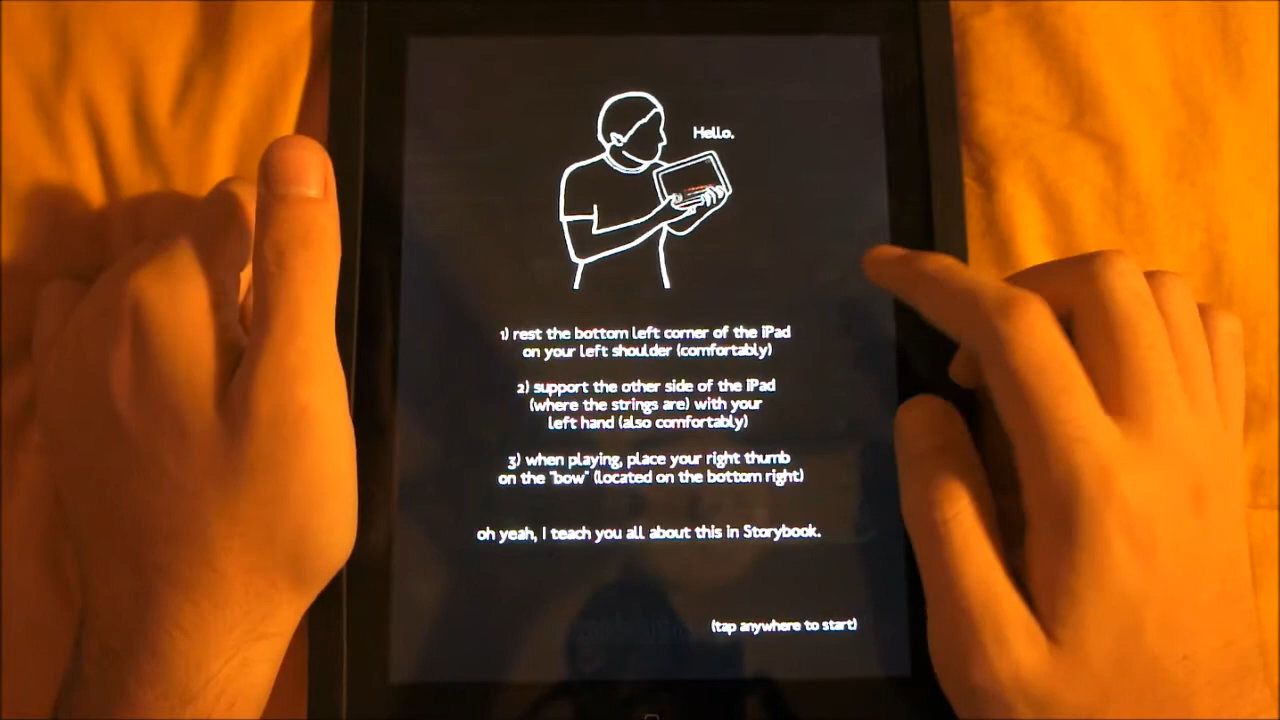 Hello.
1) rest the bottom left corner of the iPad
on your left shoulder (comfortably)
2) support the other side of the iPad
(where the strings are) with your
left hand (also comfortably)
3) when playing, place your right thumb
on the "bow" (located on the bottom right)
oh yeah, I teach you all about this in Storybook.
(tap anywhere to start)